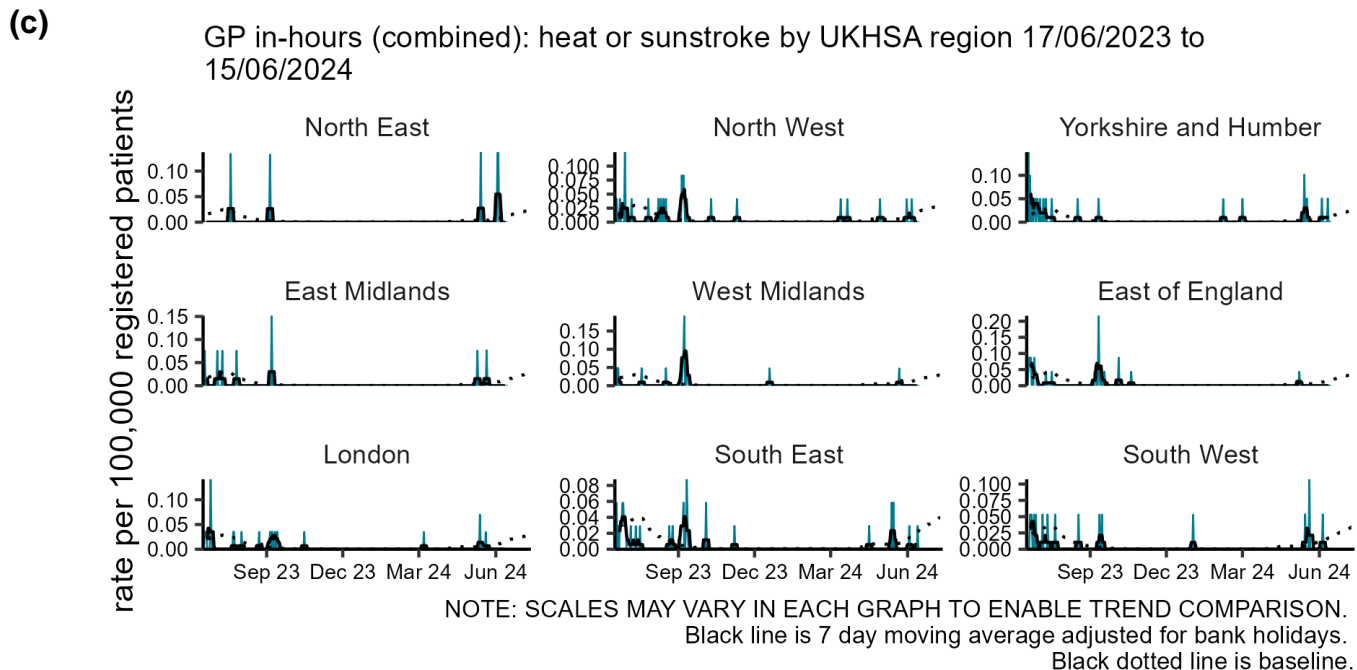 (c)
GP in-hours (combined): heat or sunstroke by UKHSA region 17/06/2023 to
15/06/2024
rate per 100,000 registered patients
North East
0.10
0.05
0.00
North West
0.100
0.075
0.050
0.025
0.000
Yorkshire and Humber
0.10
0.05
0.00
East Midlands
0.15
0.10
0.05
0.00
West Midlands
0.15
0.10
0.05
0.00
East of England
0.20
0.15
0.10
0.05
0.00
London
0.10
0.05
0.00
South East
0.08
0.06
0.04
0.02
0.00
South West
0.100
0.075
0.050
0.025
0.000
Sep 23 Dec 23 Mar 24 Jun 24
Sep 23 Dec 23 Mar 24 Jun 24
Sep 23 Dec 23 Mar 24 Jun 24
NOTE: SCALES MAY VARY IN EACH GRAPH TO ENABLE TREND COMPARISON.
Black line is 7 day moving average adjusted for bank holidays.
Black dotted line is baseline.